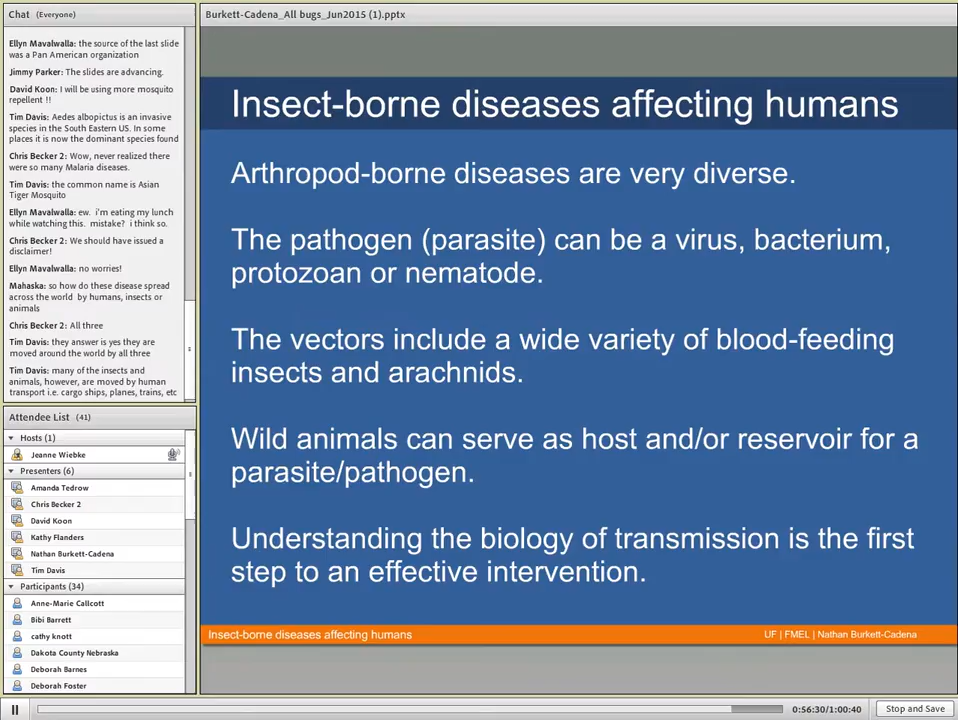 Chat (Everyone)
Ellyn Mavalwalla: the source of the last slide
was a Pan American organization
Jimmy Parker: The slides are advancing.
David Koon: I will be using more mosquito
repellent !!
Tim Davis: Aedes albopictus is an invasive
species in the South Eastern US. In some
places it is now the dominant species found
Chris Becker 2: Wow, never realized there
were so many Malaria diseases.
Tim Davis: the common name is Asian
Tiger Mosquito
Ellyn Mavalwalla: ew. i'm eating my lunch
while watching this. mistake? i think so.
Chris Becker 2: We should have issued a
disclaimer!
Ellyn Mavalwalla: no worries!
Mahaska: so how do these disease spread
across the world by humans, insects or
animals
Chris Becker 2: All three
Tim Davis: they answer is yes they are
moved around the world by all three
Tim Davis: many of the insects and
animals, however, are moved by human
transport i.e. cargo ships, planes, trains, etc
Attendee List (41)
Hosts (1)
Jeanne Wiebke
Presenters (6)
Amanda Tedrow
Chris Becker 2
David Koon
Kathy Flanders
Nathan Burkett-Cadena
Tim Davis
Participants (34)
Anne-Marie Callcott
Bibi Barrett
cathy knott
Dakota County Nebraska
Deborah Barnes
Deborah Foster
Burkett-Cadena_All bugs_Jun2015 (1).pptx
Insect-borne diseases affecting humans
Arthropod-borne diseases are very diverse.
The pathogen (parasite) can be a virus, bacterium,
protozoan or nematode.
The vectors include a wide variety of blood-feeding
insects and arachnids.
Wild animals can serve as host and/or reservoir for a
parasite/pathogen.
Understanding the biology of transmission is the first
step to an effective intervention.
Insect-borne diseases affecting humans
UF | FMEL | Nathan Burkett-Cadena
0:56:30/1:00:40
Stop and Save